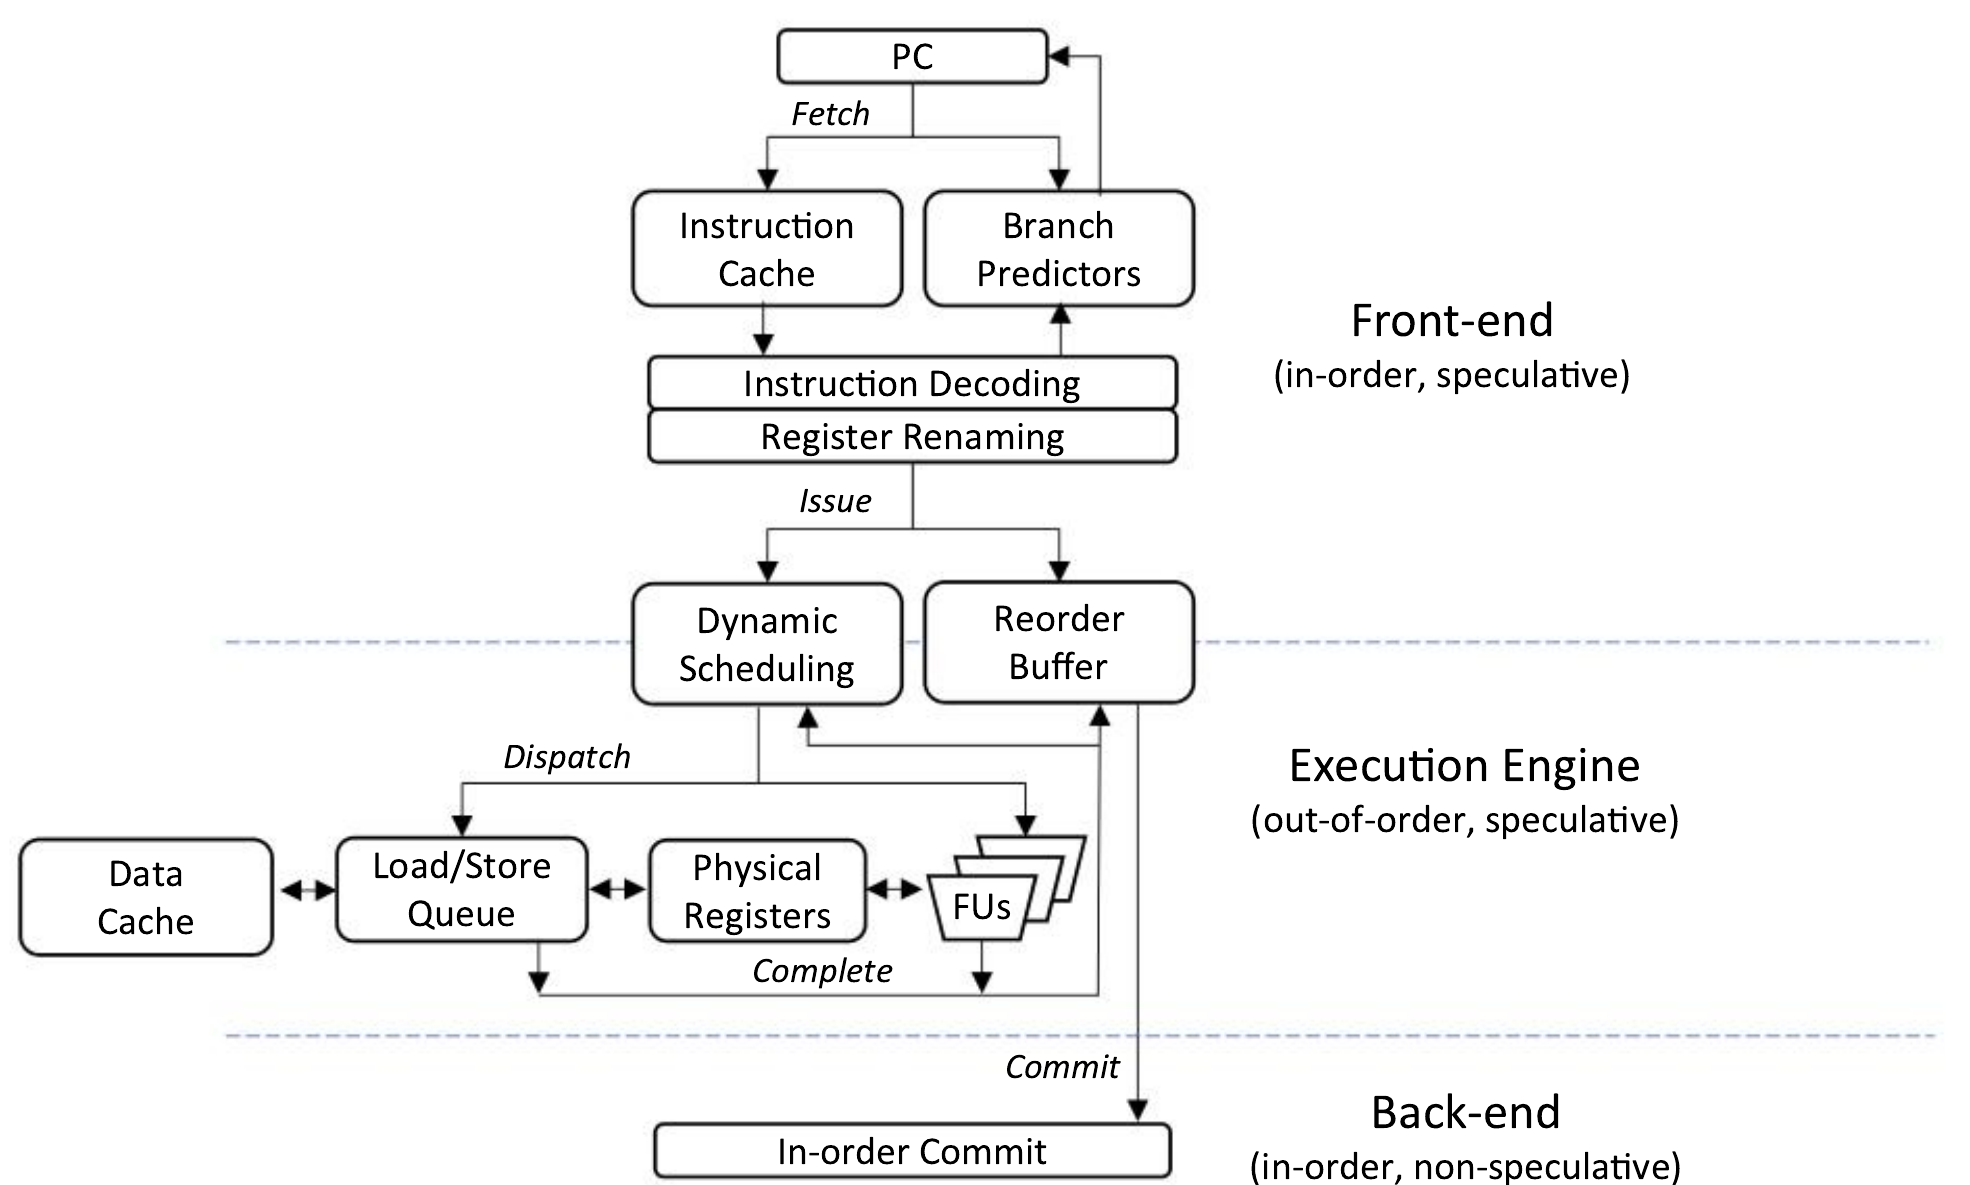 PC
Fetch
Instruction
Cache
Branch
Predictors
Front-end
(in-order, speculative)
Instruction Decoding
Register Renaming
Issue
Dynamic
Scheduling
Reorder
Buffer
Dispatch
Execution Engine
(out-of-order, speculative)
Data
Cache
Load/Store
Queue
Physical
Registers
FUs
Complete
Commit
Back-end
(in-order, non-speculative)
In-order Commit